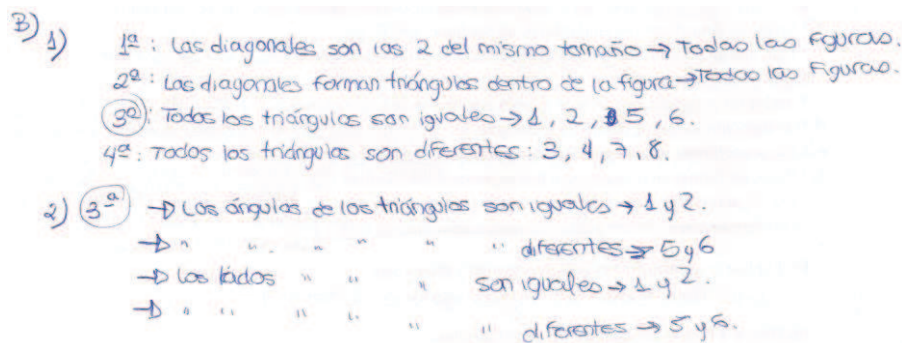 B) 1) 1ª : Las diagonales son las 2 del mismo tamaño → Todas las figuras.
2ª : Las diagonales forman triángulos dentro de la figura → Todas las figuras.
3ª) : Todos los triángulos son iguales → 1, 2, 5, 6.
4ª : Todos los triángulos son diferentes : 3, 4, 7, 8.
2) 3ª → Los ángulos de los triángulos son iguales → 1 y 2.
→ " " " " " " diferentes → 5 y 6
→ Los lados " " " son iguales → 1 y 2.
→ " " " " " " diferentes → 5 y 6.